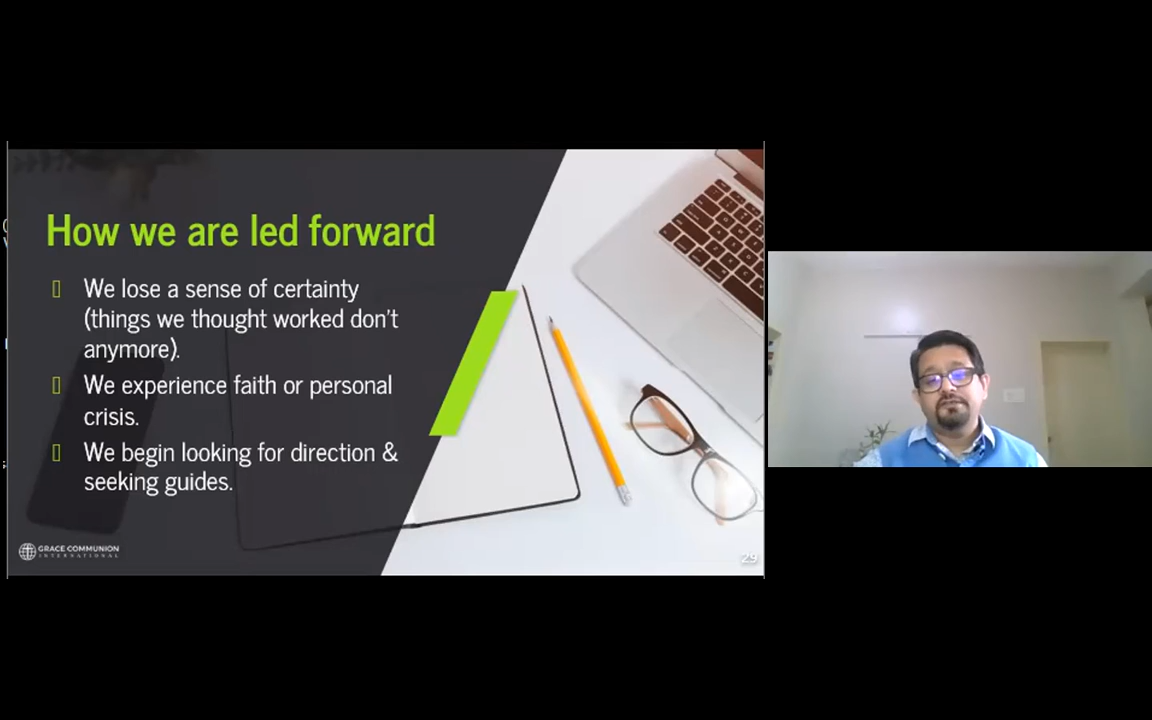 How we are led forward
We lose a sense of certainty
(things we thought worked don't
anymore).
We experience faith or personal
crisis.
We begin looking for direction &
seeking guides.
GRACE COMMUNION
INTERNATIONAL
29